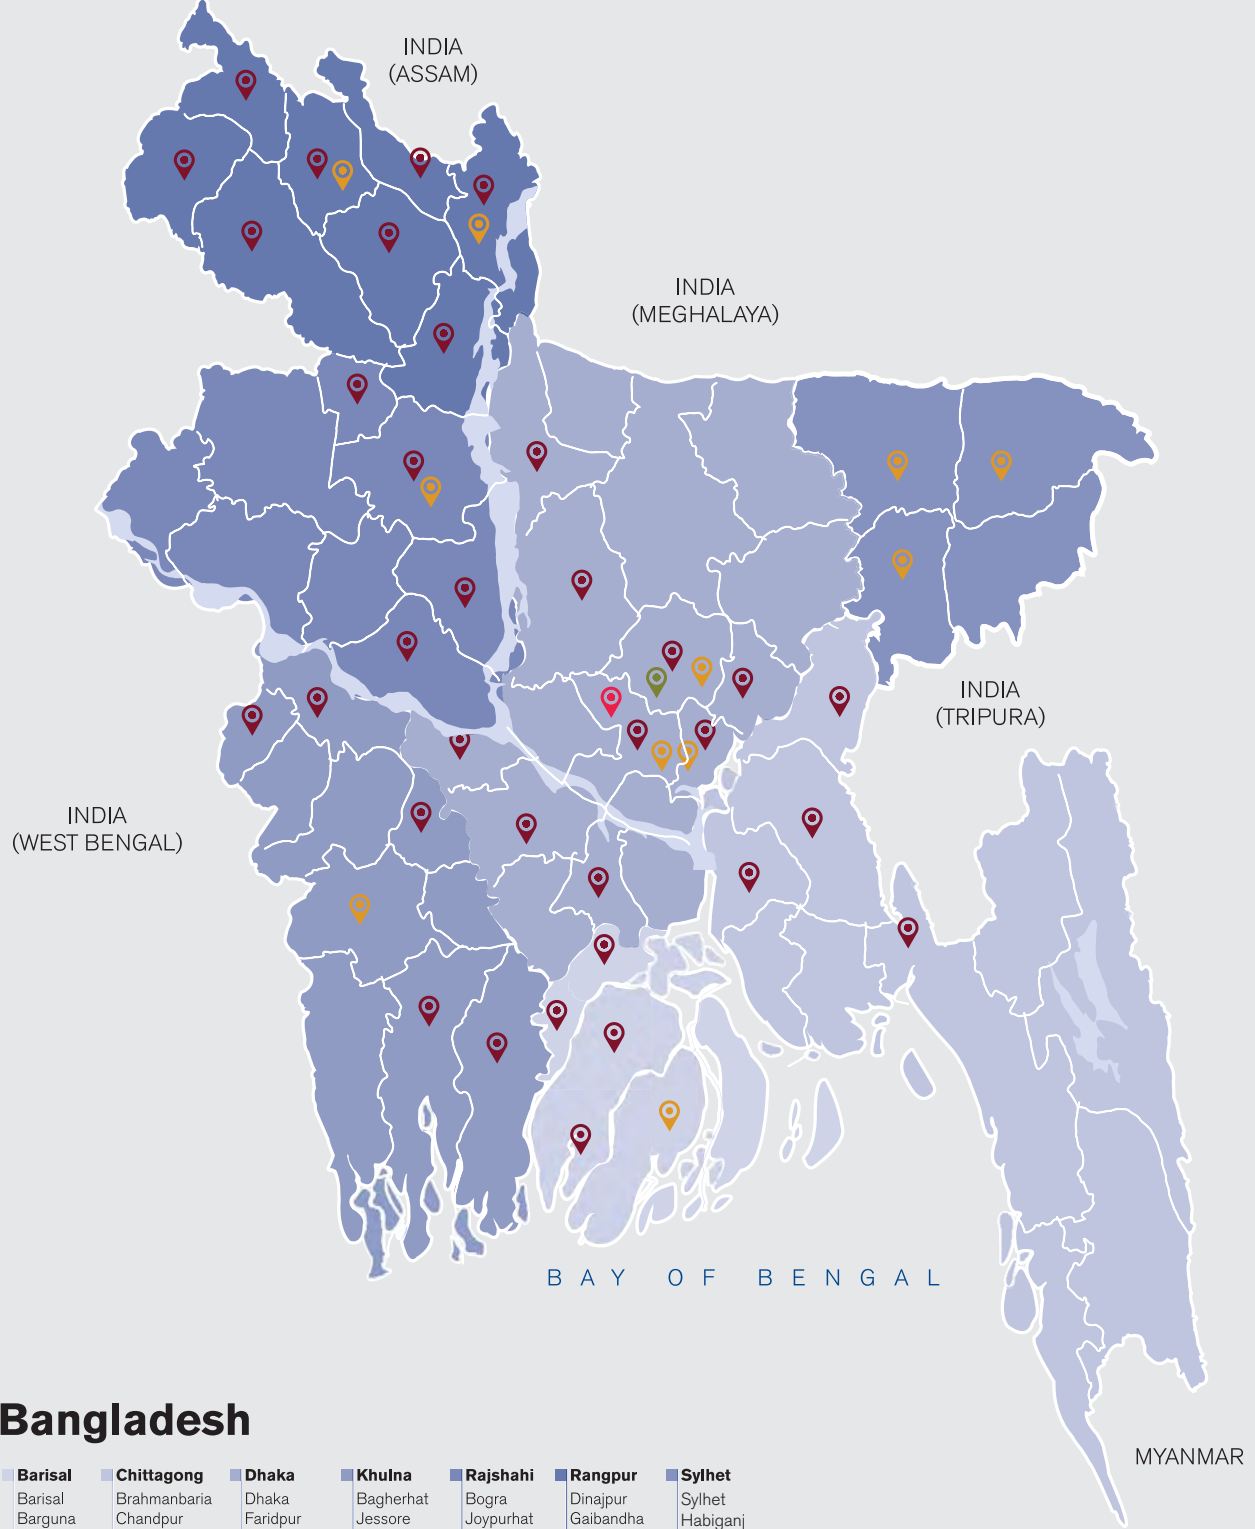 INDIA
(ASSAM)
INDIA
(MEGHALAYA)
INDIA
(TRIPURA)
INDIA
(WEST BENGAL)
BAY OF BENGAL
MYANMAR
Bangladesh
Barisal Chittagong Dhaka Khulna Rajshahi Rangpur Sylhet
Barisal Brahmanbaria Dhaka Bagherhat Bogra Dinajpur Sylhet
Barguna Chandpur Faridpur Jessore Joypurhat Gaibandha Habiganj